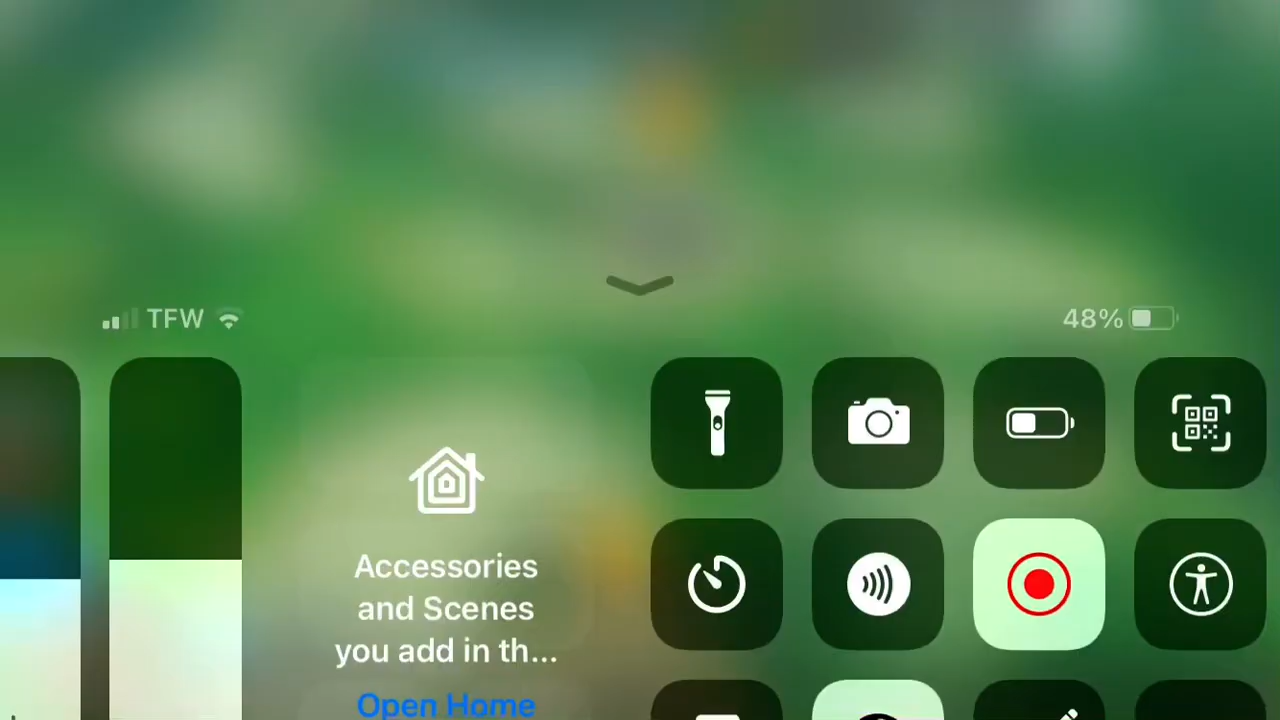 TFW
48%
Accessories
and Scenes
you add in th...
Open Home